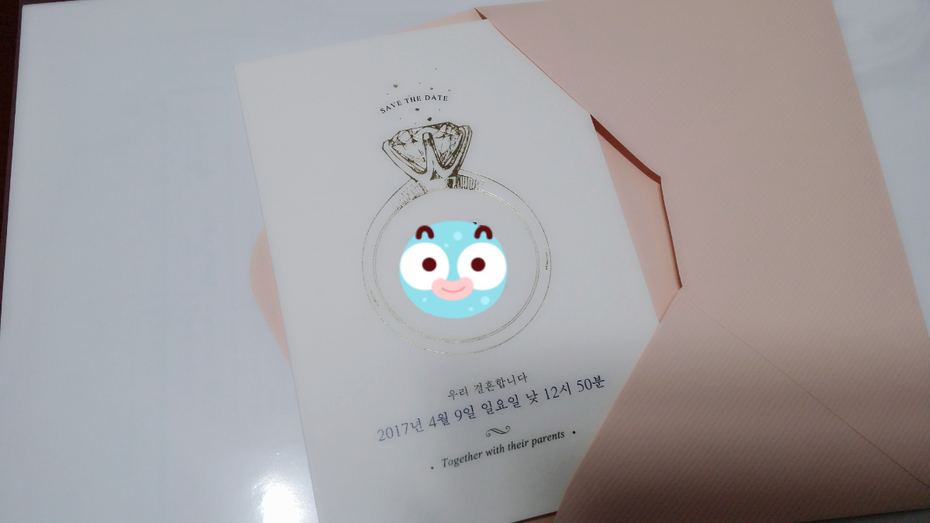 SAVE THE DATE
우리 결혼합니다
2017년 4월 9일 일요일 낮 12시 50분
• Together with their parents •